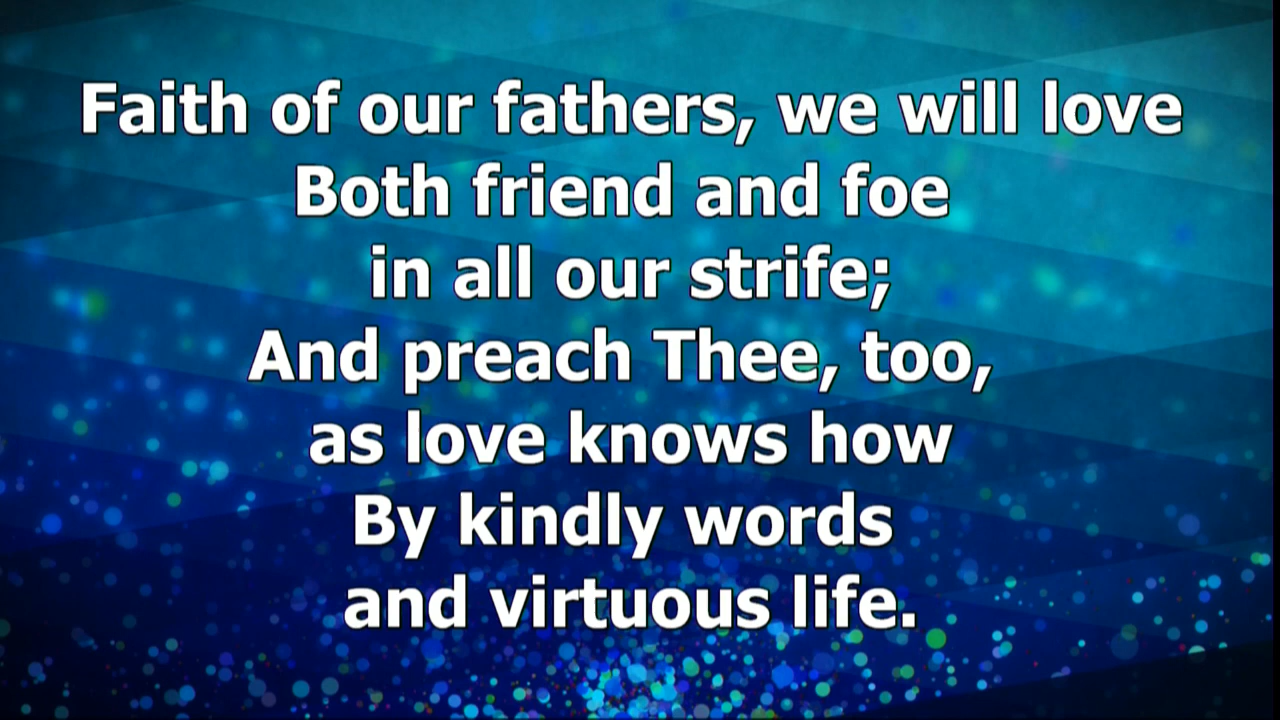 Faith of our fathers, we will love
Both friend and foe
in all our strife;
And preach Thee, too,
as love knows how
By kindly words
and virtuous life.